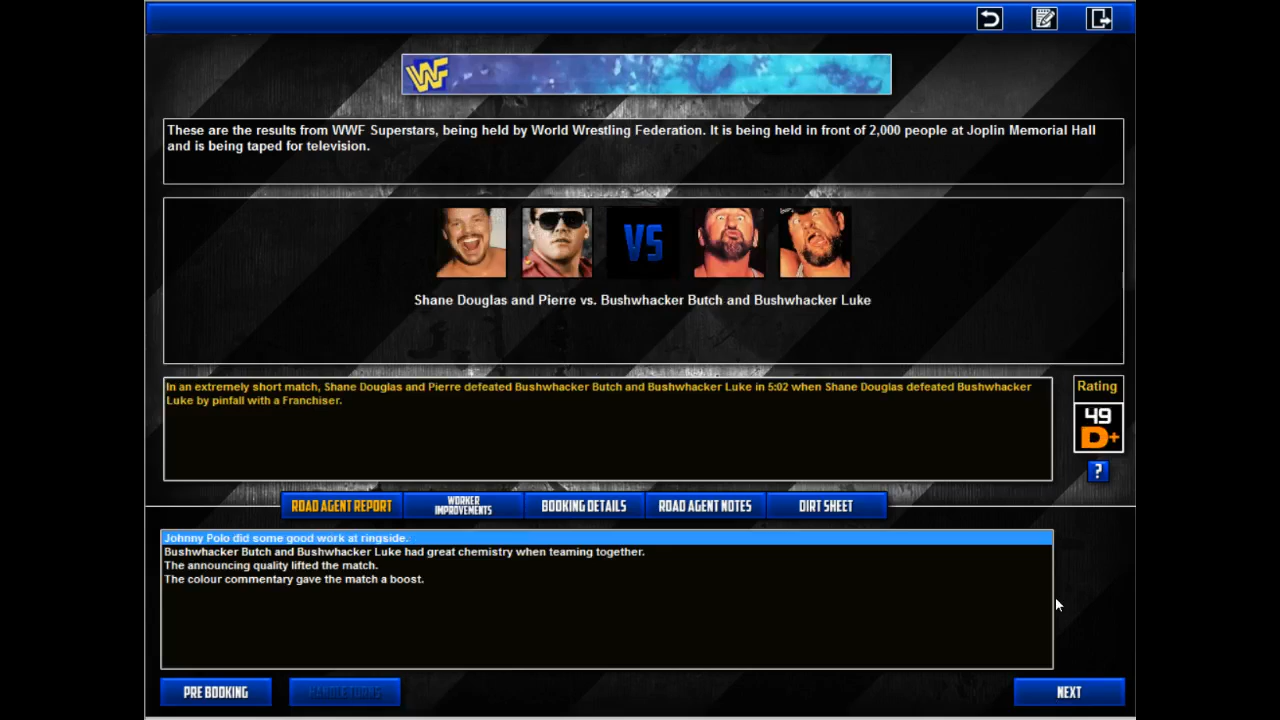 WF
These are the results from WWF Superstars, being held by World Wrestling Federation. It is being held in front of 2,000 people at Joplin Memorial Hall
and is being taped for television.
VS
Shane Douglas and Pierre vs. Bushwhacker Butch and Bushwhacker Luke
In an extremely short match, Shane Douglas and Pierre defeated Bushwhacker Butch and Bushwhacker Luke in 5:02 when Shane Douglas defeated Bushwhacker
Luke by pinfall with a Franchiser.
Rating
49
D+
?
ROAD AGENT REPORT
WORKER
IMPROVEMENTS
BOOKING DETAILS
ROAD AGENT NOTES
DIRT SHEET
Johnny Polo did some good work at ringside.
Bushwhacker Butch and Bushwhacker Luke had great chemistry when teaming together.
The announcing quality lifted the match.
The colour commentary gave the match a boost.
PRE BOOKING
HANDLE TURNS
NEXT